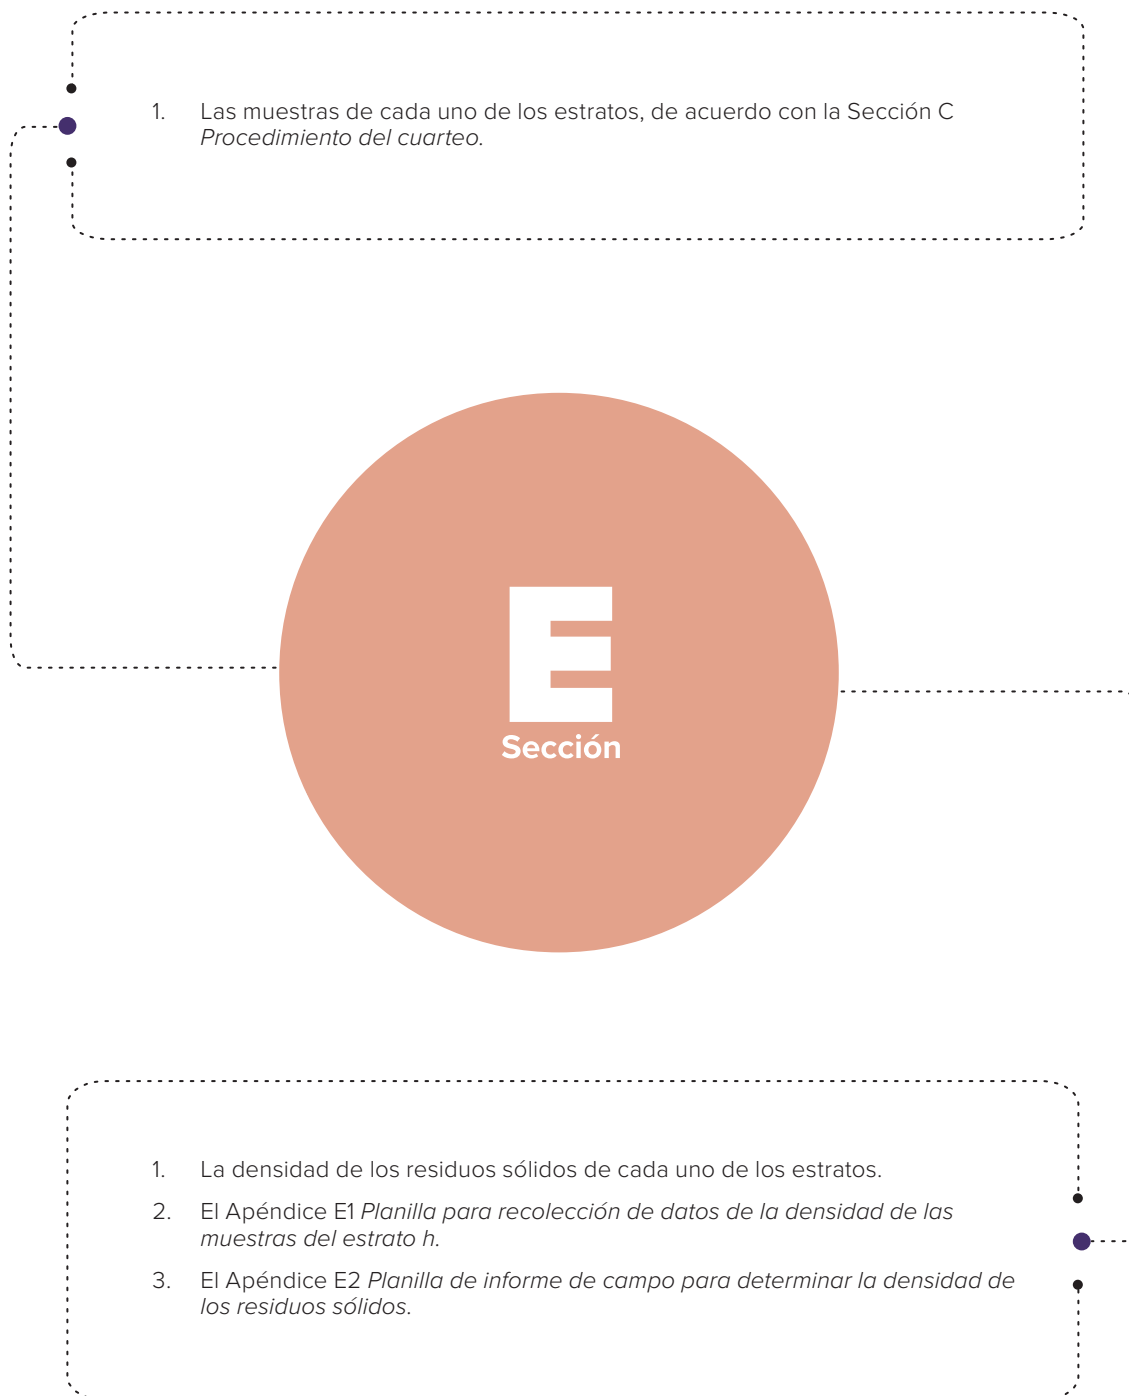 1. Las muestras de cada uno de los estratos, de acuerdo con la Sección C
Procedimiento del cuarteo.
E
Sección
1. La densidad de los residuos sólidos de cada uno de los estratos.
2. El Apéndice E1 Planilla para recolección de datos de la densidad de las
muestras del estrato h.
3. El Apéndice E2 Planilla de informe de campo para determinar la densidad de
los residuos sólidos.